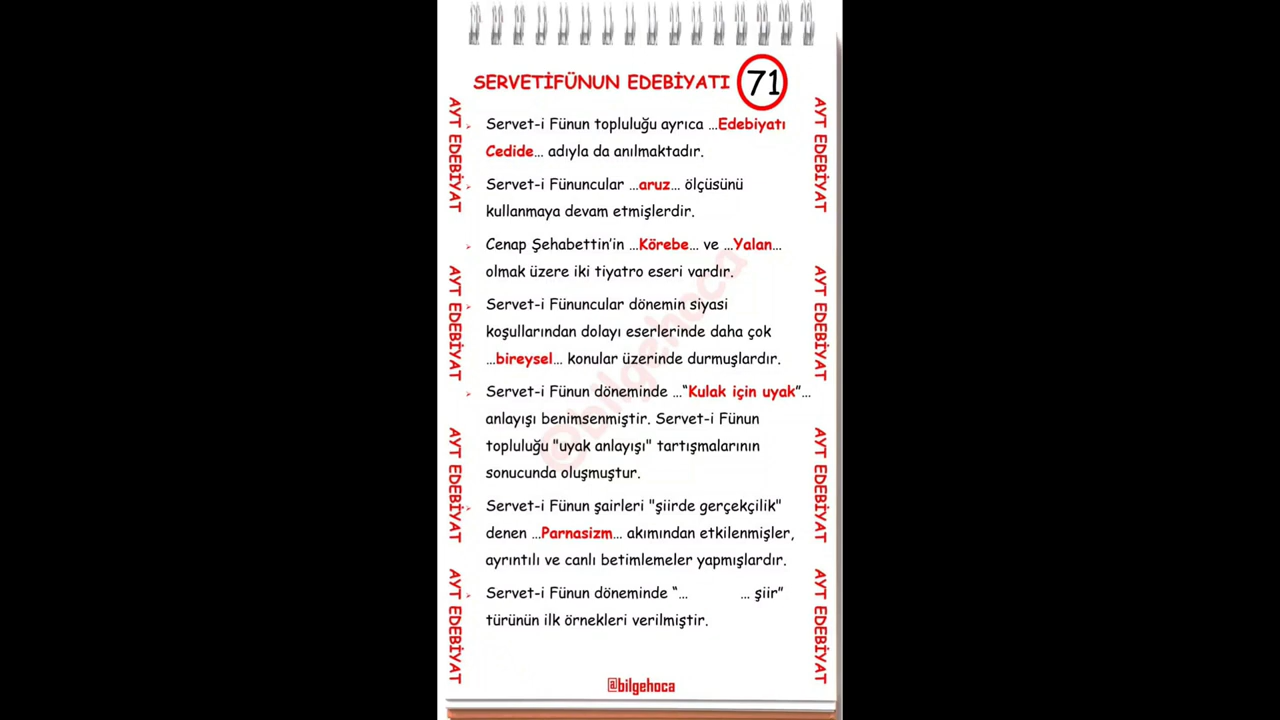 SERVETİFÜNUN EDEBİYATI 71
Servet-i Fünun topluluğu ayrıca …Edebiyatı
Cedide… adıyla da anılmaktadır.
Servet-i Fünuncular …aruz… ölçüsünü
kullanmaya devam etmişlerdir.
Cenap Şehabettin’in …Körebe… ve …Yalan…
olmak üzere iki tiyatro eseri vardır.
Servet-i Fünuncular dönemin siyasi
koşullarından dolayı eserlerinde daha çok
…bireysel… konular üzerinde durmuşlardır.
Servet-i Fünun döneminde …“Kulak için uyak”…
anlayışı benimsenmiştir. Servet-i Fünun
topluluğu "uyak anlayışı" tartışmalarının
sonucunda oluşmuştur.
Servet-i Fünun şairleri "şiirde gerçekçilik"
denen …Parnasizm… akımından etkilenmişler,
ayrıntılı ve canlı betimlemeler yapmışlardır.
Servet-i Fünun döneminde “… … şiir”
türünün ilk örnekleri verilmiştir.
@bilgehoca
AYT EDEBİYAT
AYT EDEBİYAT
AYT EDEBİYAT
AYT EDEBİYAT
AYT EDEBİYAT
AYT EDEBİYAT
AYT EDEBİYAT
AYT EDEBİYAT
@bilgehoca